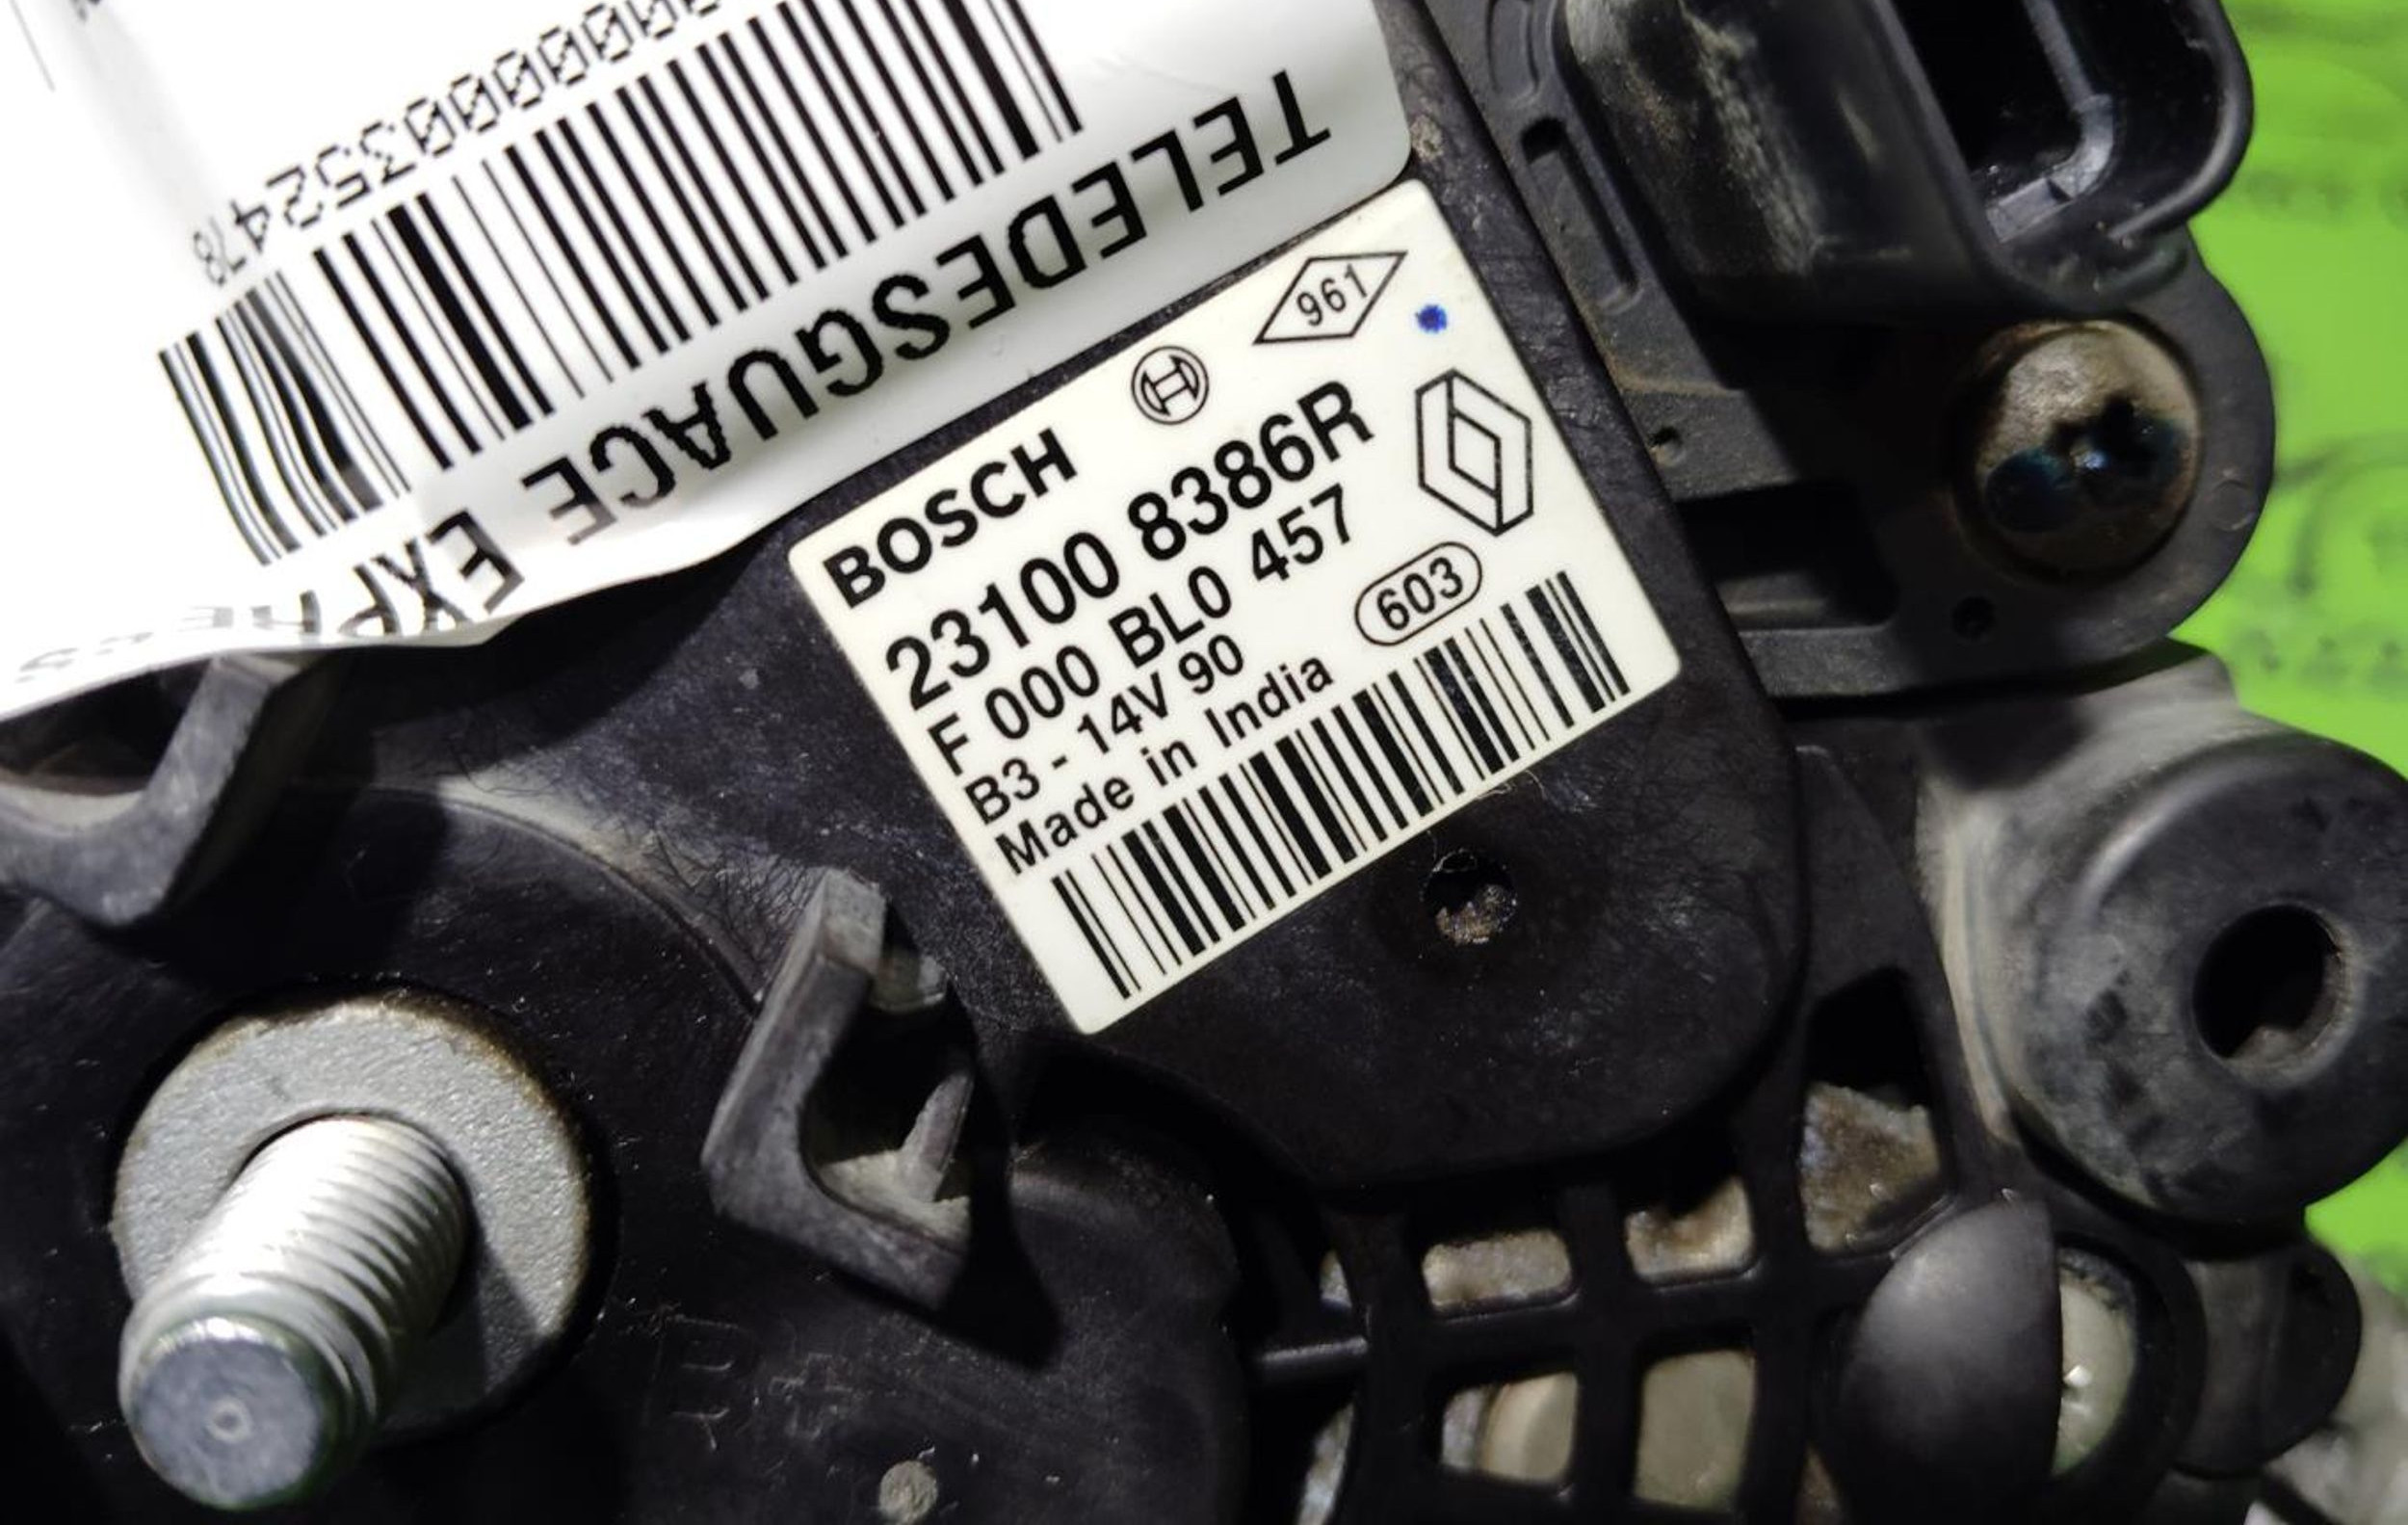 TELEDESGUACE EXPRESS
961
BOSCH
23100 8386R
F 000 BL0 457
B3 - 14V 90
603
Made in India